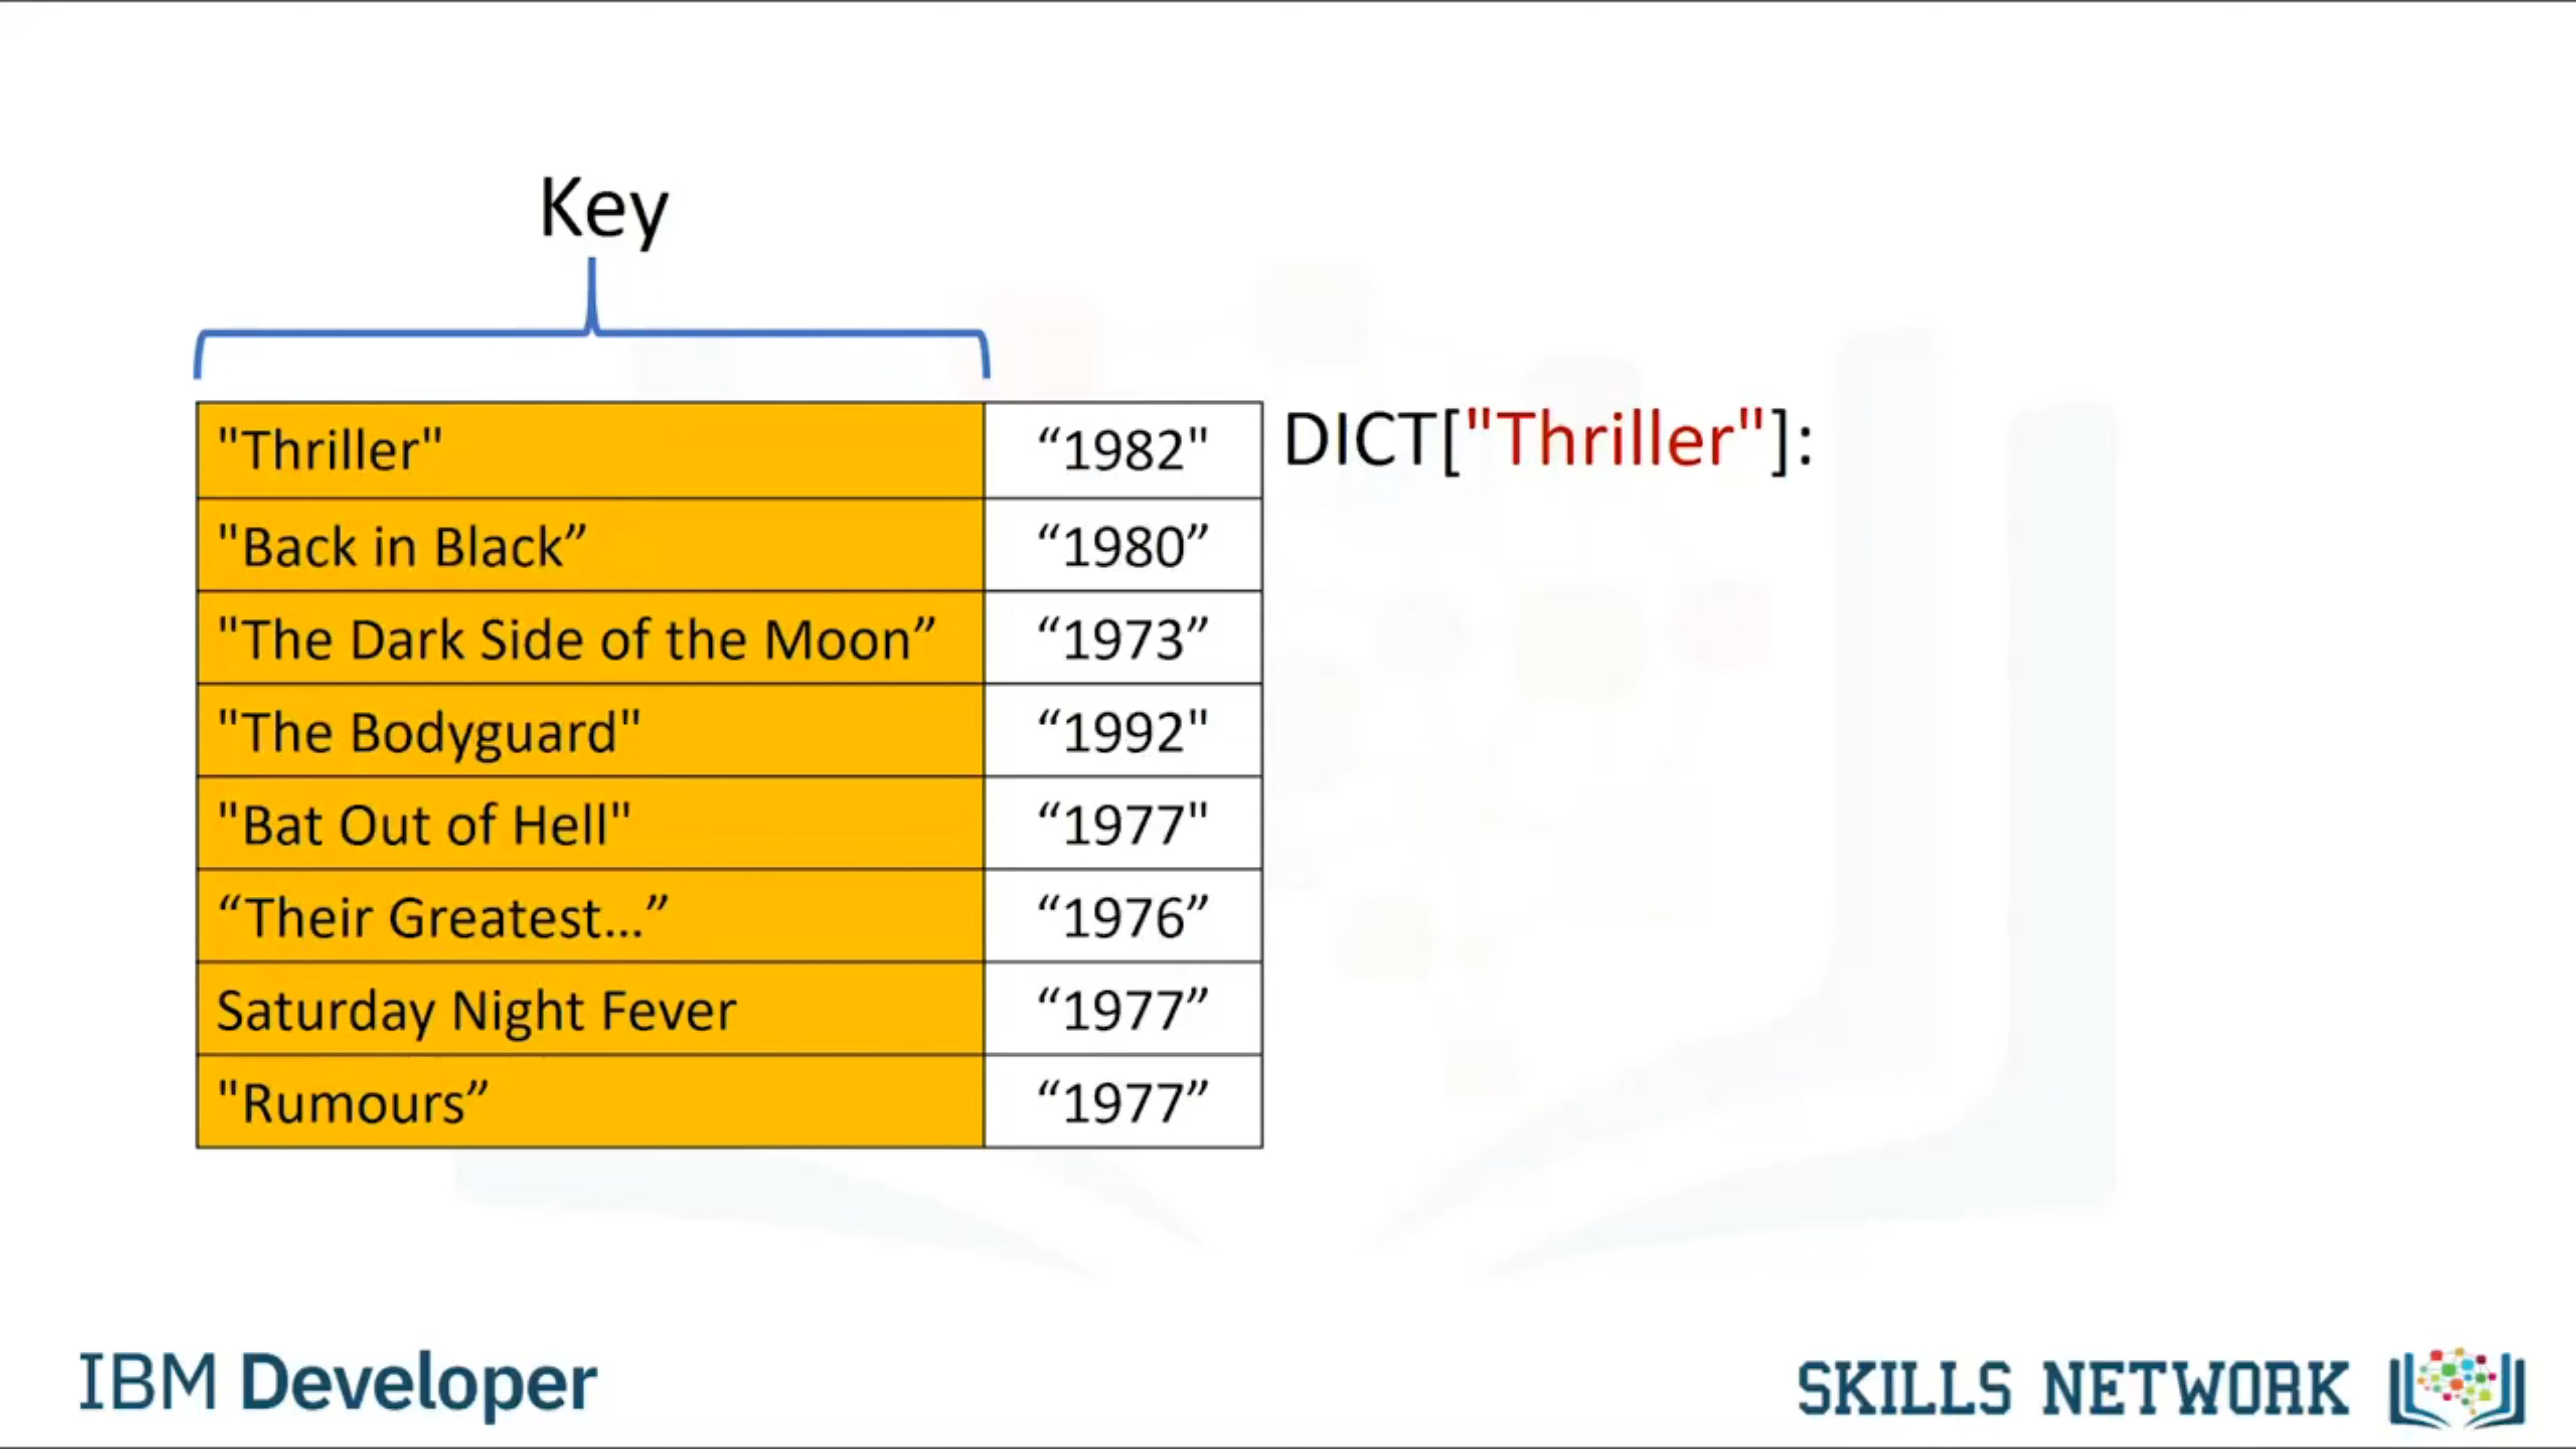 Key
"Thriller" “1982" DICT["Thriller"]:
"Back in Black” “1980”
"The Dark Side of the Moon” “1973”
"The Bodyguard" “1992"
"Bat Out of Hell" “1977"
“Their Greatest...” “1976”
Saturday Night Fever “1977”
"Rumours” “1977”
IBM Developer SKILLS NETWORK